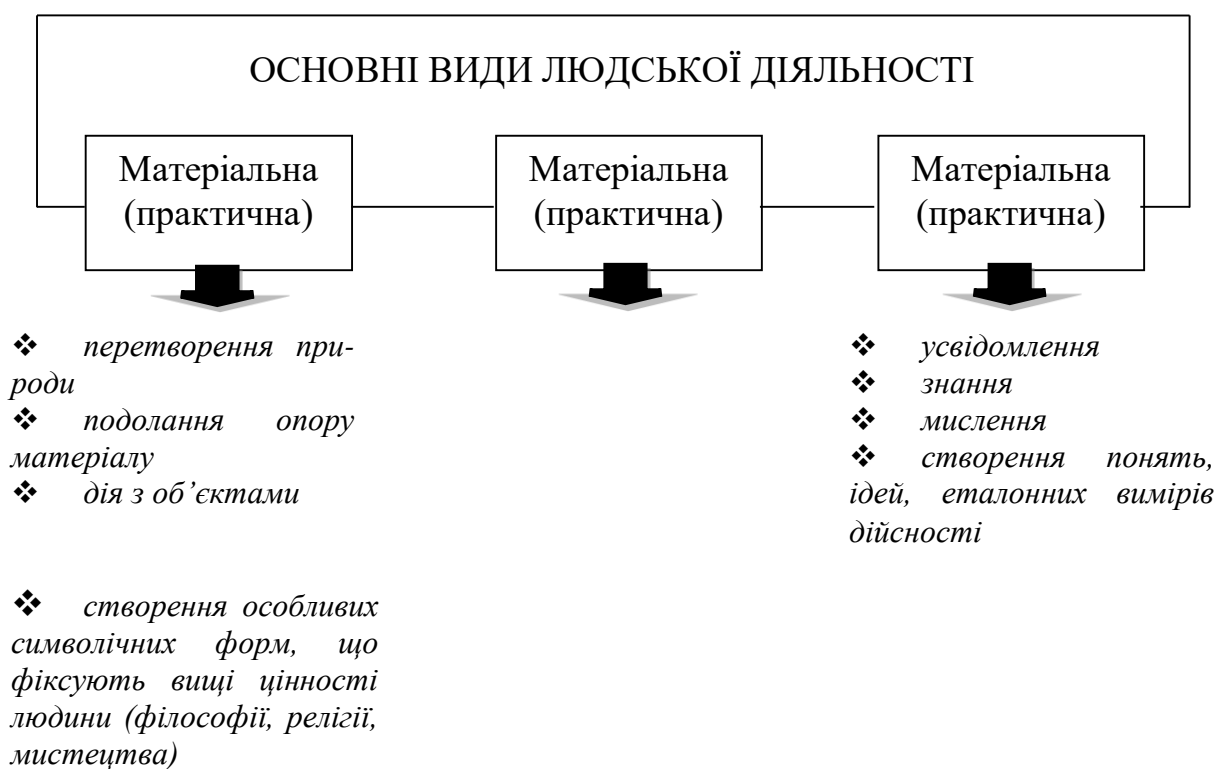 ОСНОВНІ ВИДИ ЛЮДСЬКОЇ ДІЯЛЬНОСТІ
Матеріальна
(практична)
Матеріальна
(практична)
Матеріальна
(практична)
❖ перетворення при-
роди
❖ подолання опору
матеріалу
❖ дія з об’єктами
❖ створення особливих
символічних форм, що
фіксують вищі цінності
людини (філософії, релігії,
мистецтва)
❖ усвідомлення
❖ знання
❖ мислення
❖ створення понять,
ідей, еталонних вимірів
дійсності